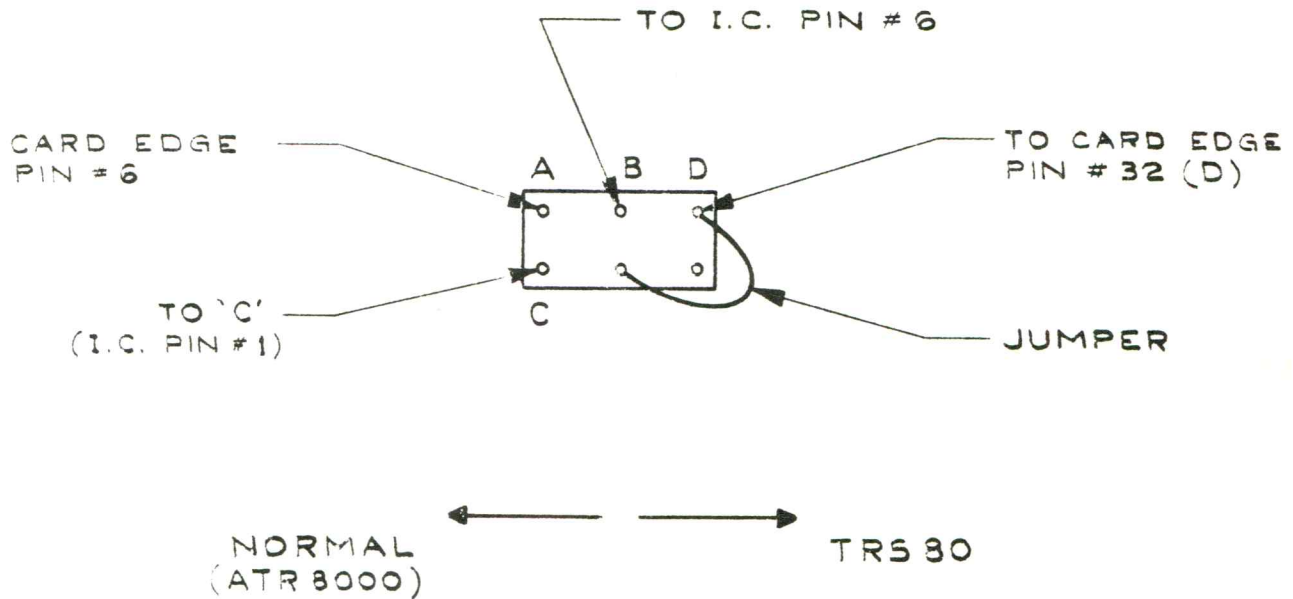 TO I.C. PIN # 6
CARD EDGE
PIN # 6
TO CARD EDGE
PIN # 32 (D)
A B D
TO 'C'
(I.C. PIN # 1)
C
JUMPER
NORMAL
(ATR 8000)
TRS 80